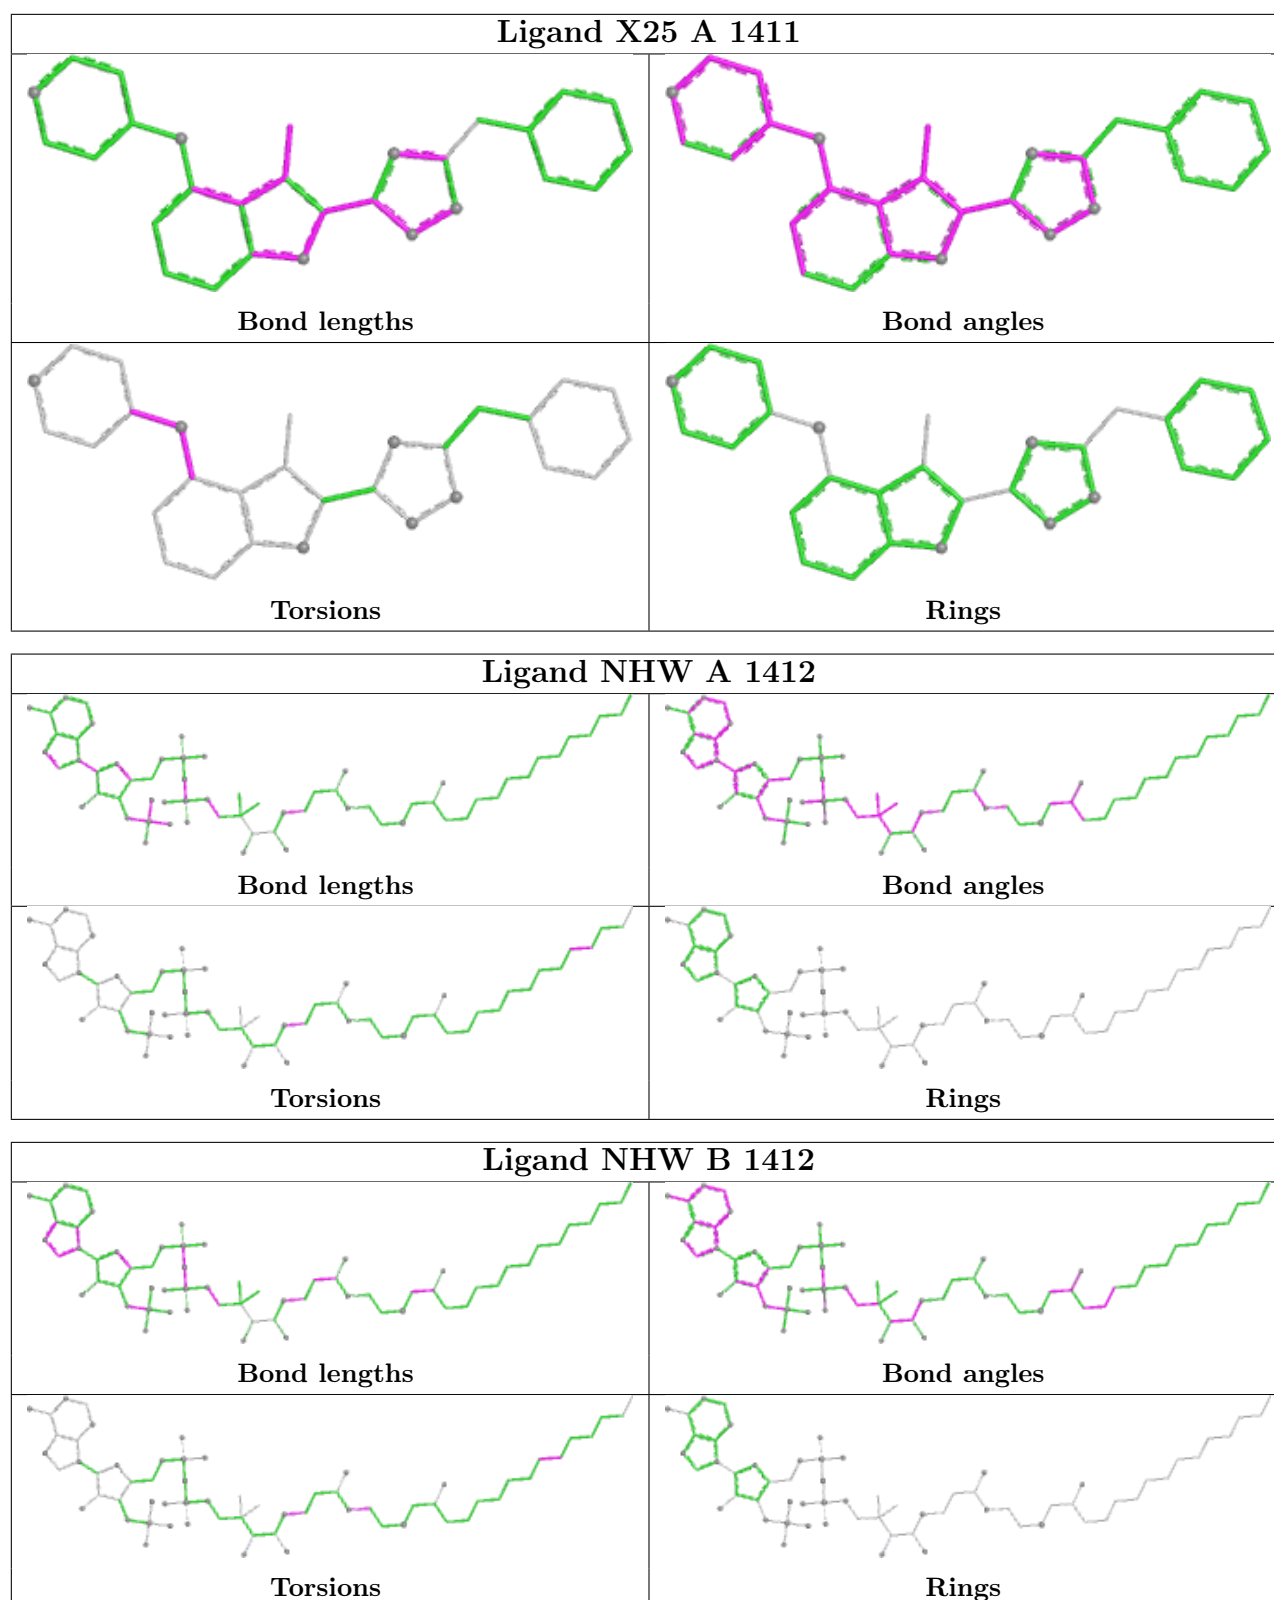 Ligand X25 A 1411
Bond lengths
Bond angles
Torsions
Rings
Ligand NHW A 1412
Bond lengths
Bond angles
Torsions
Rings
Ligand NHW B 1412
Bond lengths
Bond angles
Torsions
Rings